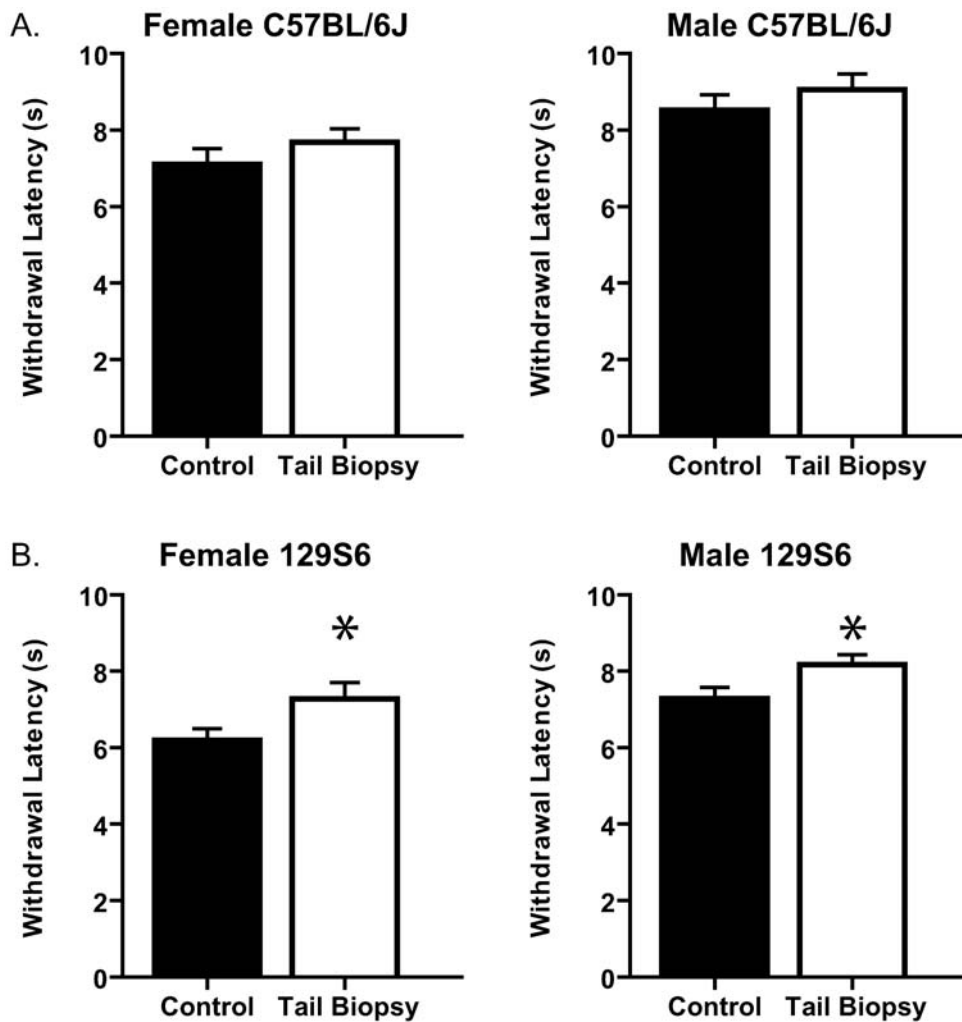 A.
Female C57BL/6J
Male C57BL/6J
Withdrawal Latency (s)
10
8
6
4
2
0
Control
Tail Biopsy
Withdrawal Latency (s)
10
8
6
4
2
0
Control
Tail Biopsy
B.
Female 129S6
Male 129S6
Withdrawal Latency (s)
10
8
6
4
2
0
*
Control
Tail Biopsy
Withdrawal Latency (s)
10
8
6
4
2
0
*
Control
Tail Biopsy